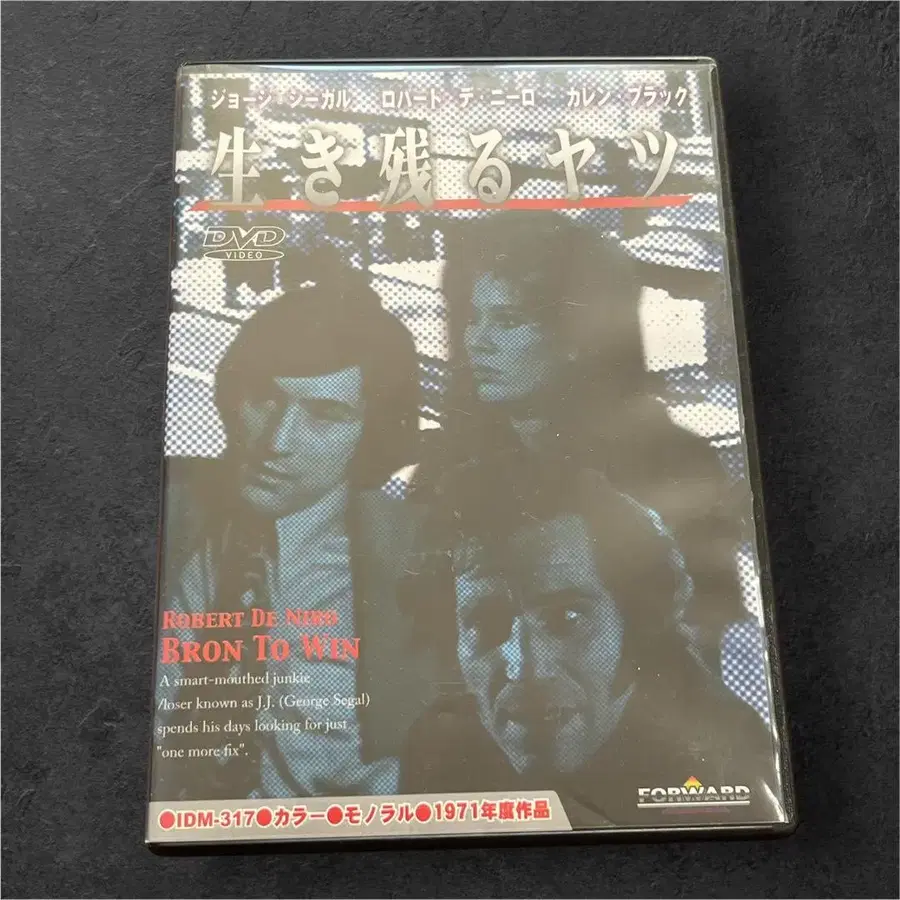 ジョージ・シーガル ロバート・デ・ニーロ カレン・ブラック
生き残るヤツ
DVD
VIDEO
ROBERT DE NIRO
BRON TO WIN
A smart-mouthed junkie
/loser known as J.J. (George Segal)
spends his days looking for just
"one more fix".
FORWARD
●IDM-317●カラー●モノラル●1971年度作品